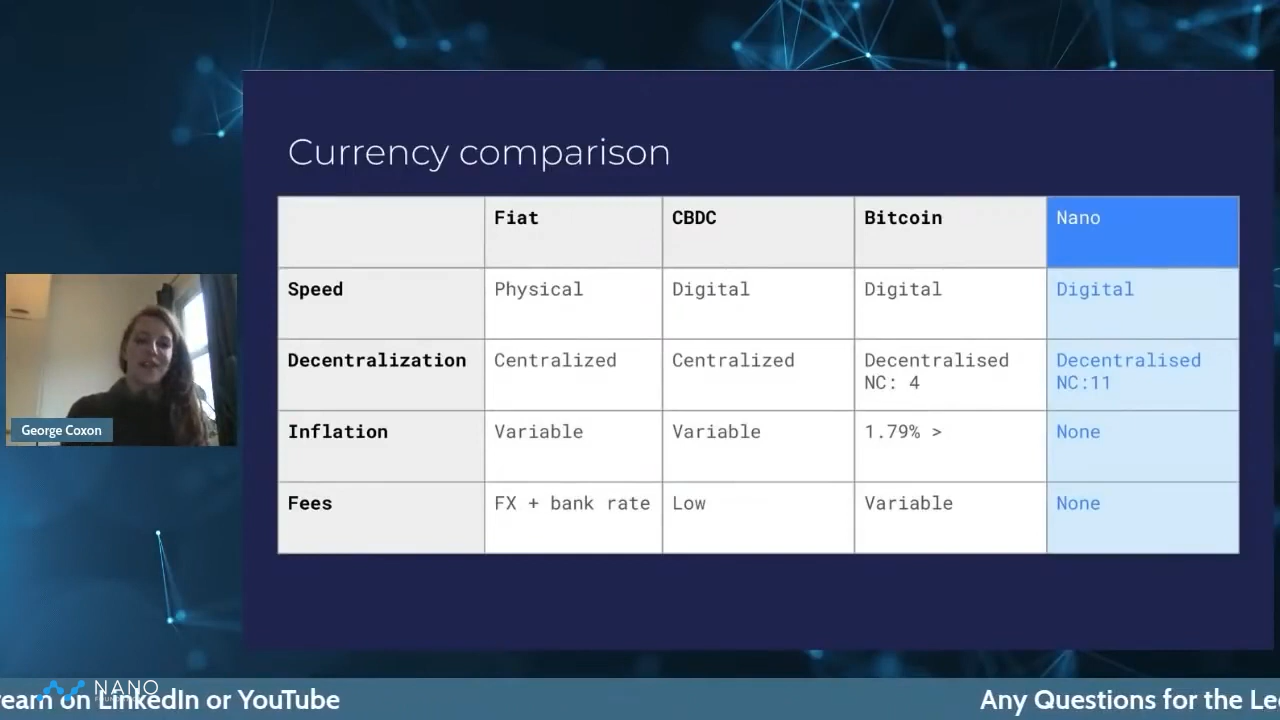 Currency comparison
Fiat CBDC Bitcoin Nano
Speed Physical Digital Digital Digital
Decentralization Centralized Centralized Decentralised NC: 4 Decentralised NC:11
Inflation Variable Variable 1.79% > None
Fees FX + bank rate Low Variable None
George Coxon
NANO
on LinkedIn or YouTube
Any Questions for the